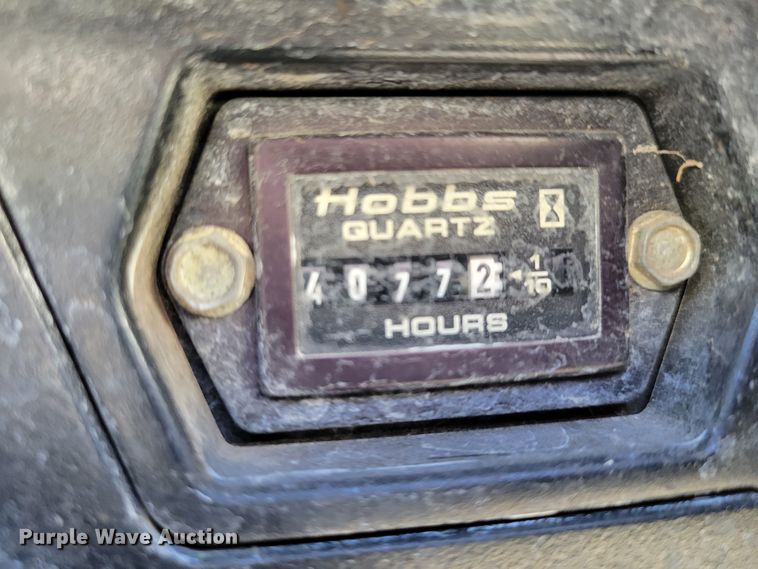 Hobbs
QUARTZ
40772 1/10
HOURS
Purple Wave Auction